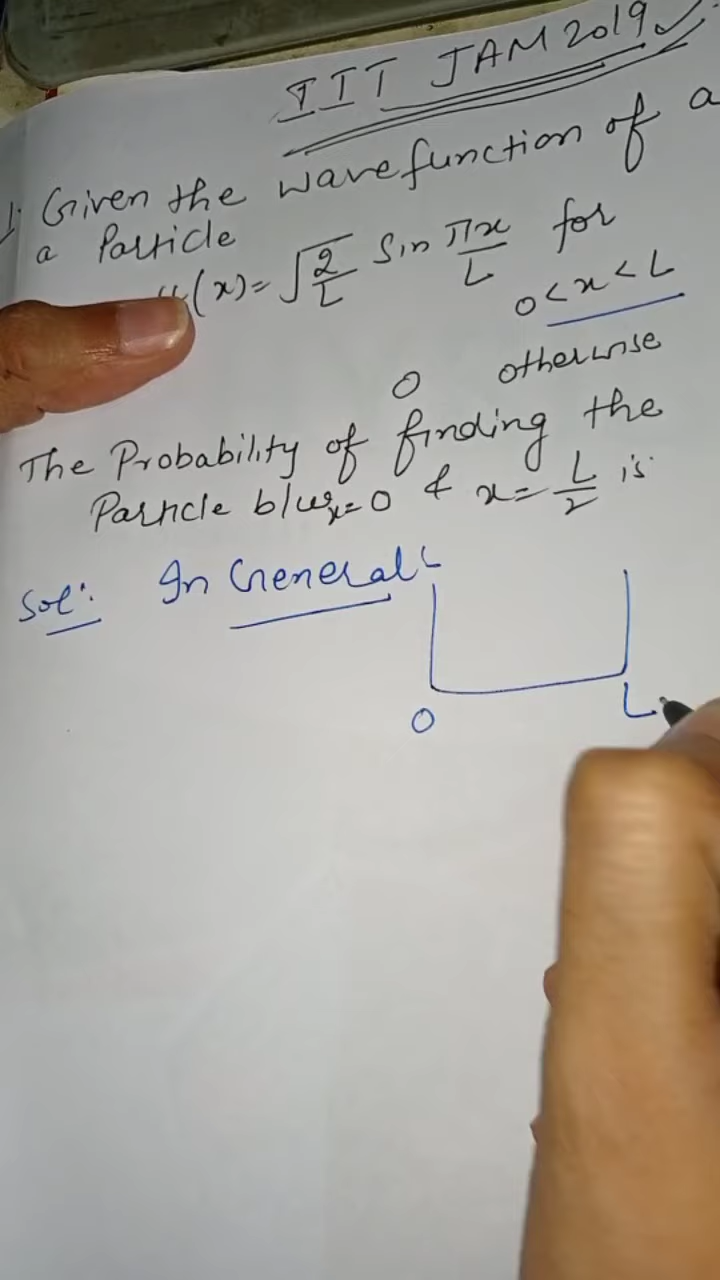 IIT JAM 2019 ✓
1. Given the wavefunction of a
a Particle
(x) = √2/L Sin πx/L for
0 < x < L
0 otherwise
The Probability of finding the
Particle b/w x=0 & x= L/2 is
Sol: In General
0 L